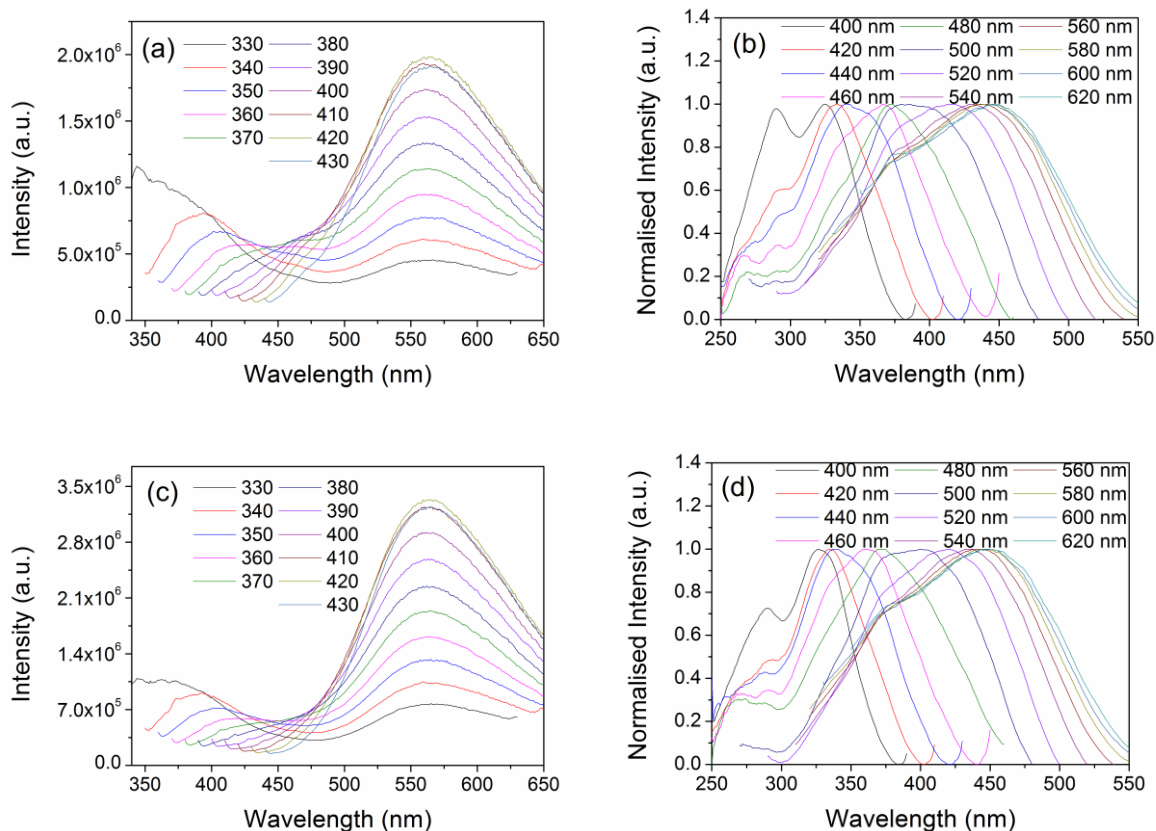 (a)
330 380
340 390
350 400
360 410
370 420
430
2.0x10⁶
1.5x10⁶
1.0x10⁶
5.0x10⁵
0.0
Intensity (a.u.)
350 400 450 500 550 600 650
Wavelength (nm)
(b)
400 nm 480 nm 560 nm
420 nm 500 nm 580 nm
440 nm 520 nm 600 nm
460 nm 540 nm 620 nm
1.4
1.2
1.0
0.8
0.6
0.4
0.2
0.0
Normalised Intensity (a.u.)
250 300 350 400 450 500 550
Wavelength (nm)
(c)
330 380
340 390
350 400
360 410
370 420
430
3.5x10⁶
2.8x10⁶
2.1x10⁶
1.4x10⁶
7.0x10⁵
0.0
Intensity (a.u.)
350 400 450 500 550 600 650
Wavelength (nm)
(d)
400 nm 480 nm 560 nm
420 nm 500 nm 580 nm
440 nm 520 nm 600 nm
460 nm 540 nm 620 nm
1.4
1.2
1.0
0.8
0.6
0.4
0.2
0.0
Normalised Intensity (a.u.)
250 300 350 400 450 500 550
Wavelength (nm)